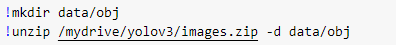 !mkdir data/obj
!unzip /mydrive/yolov3/images.zip -d data/obj